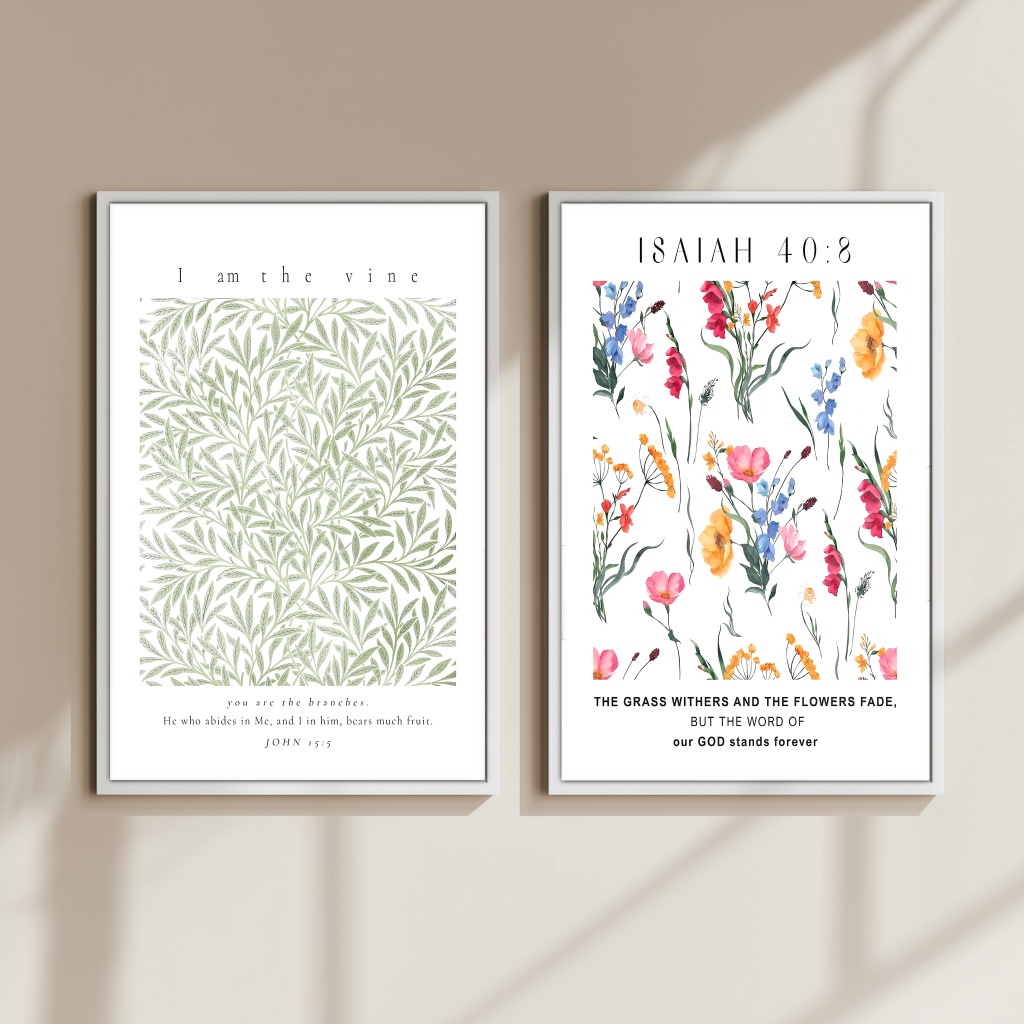 I am the vine
you are the branches.
He who abides in Me, and I in him, bears much fruit.
JOHN 15:5
ISAIAH 40:8
THE GRASS WITHERS AND THE FLOWERS FADE,
BUT THE WORD OF
our GOD stands forever